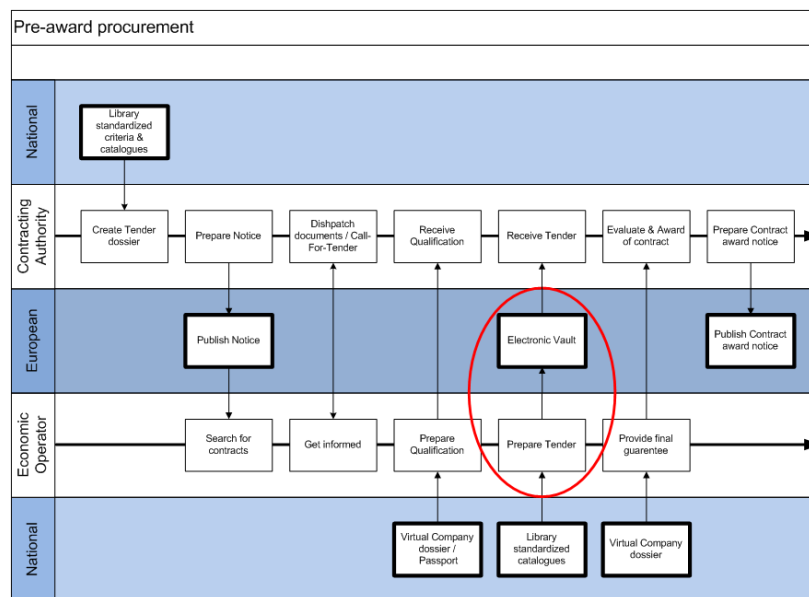 Pre-award procurement
National
Library
standardized
criteria &
catalogues
Contracting
Authority
Create Tender
dossier
Prepare Notice
Dishpatch
documents / Call-
For-Tender
Receive
Qualification
Receive Tender
Evaluate & Award
of contract
Prepare Contract
award notice
European
Publish Notice
Electronic Vault
Publish Contract
award notice
Economic
Operator
Search for
contracts
Get informed
Prepare
Qualification
Prepare Tender
Provide final
guarentee
National
Virtual Company
dossier /
Passport
Library
standardized
catalogues
Virtual Company
dossier